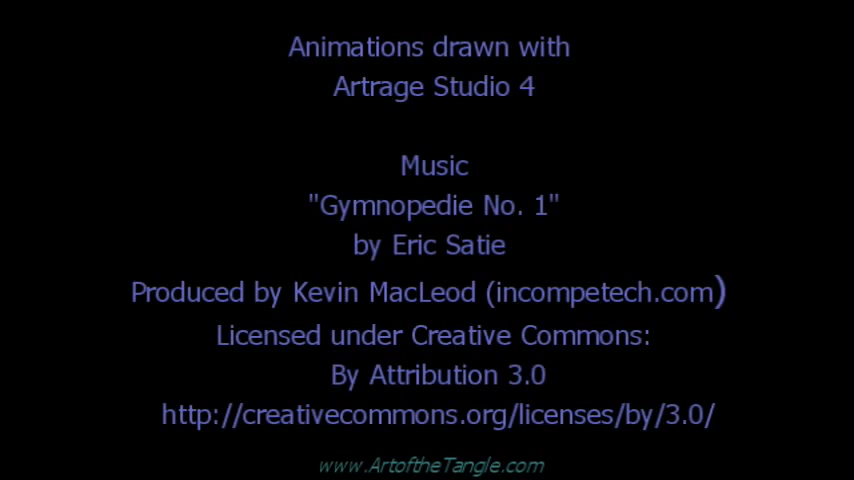 Animations drawn with
Artrage Studio 4
Music
"Gymnopedie No. 1"
by Eric Satie
Produced by Kevin MacLeod (incompetech.com)
Licensed under Creative Commons:
By Attribution 3.0
http://creativecommons.org/licenses/by/3.0/
www.ArtoftheTangle.com